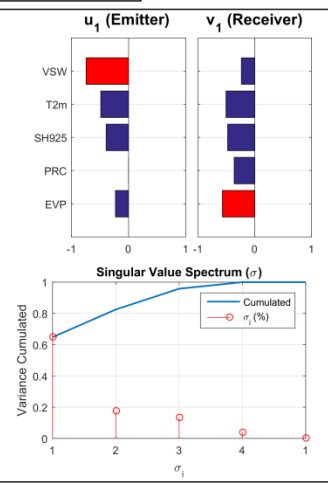 u1 (Emitter) v1 (Receiver)
VSW
T2m
SH925
PRC
EVP
-1 0 1 -1 0 1
Singular Value Spectrum (σ)
Variance Cumulated
1
0.8
0.6
0.4
0.2
0
Cumulated
σi (%)
1 2 3 4 1
σi